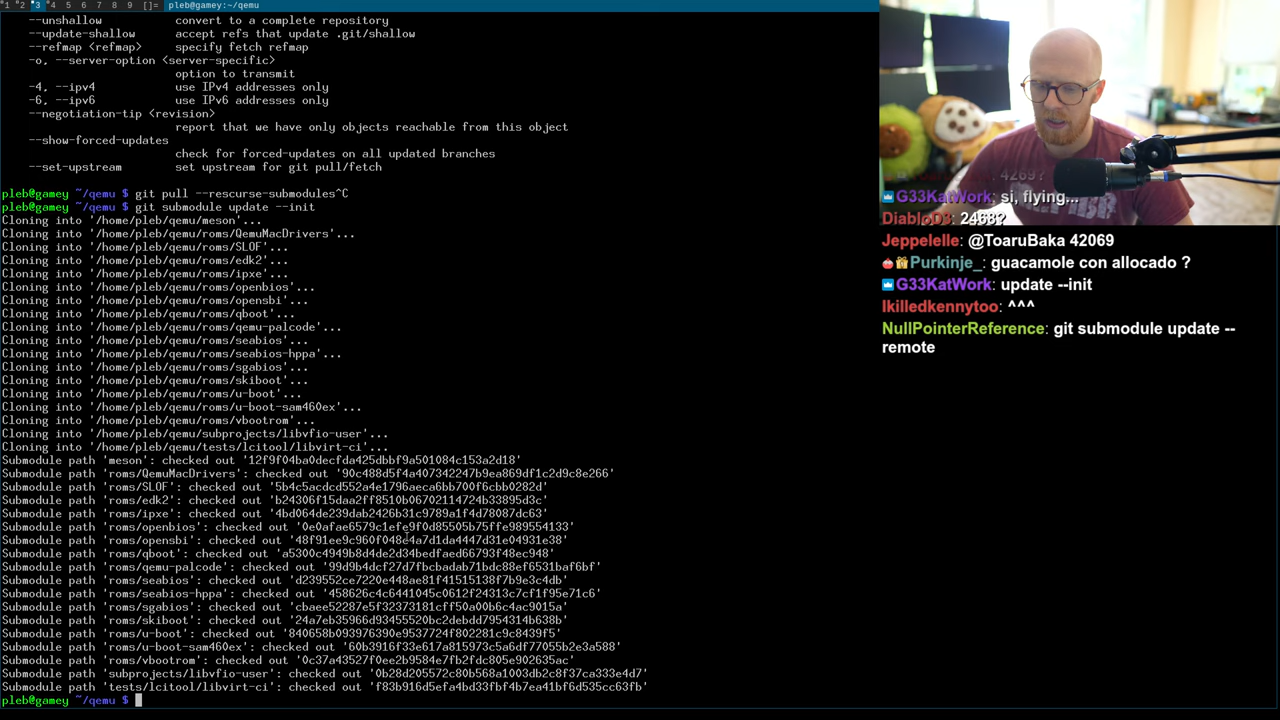 1 2 3 4 5 6 7 8 9 []= pleb@gamey:~/qemu
--unshallow convert to a complete repository
--update-shallow accept refs that update .git/shallow
--refmap <refmap> specify fetch refmap
-o, --server-option <server-specific>
option to transmit
-4, --ipv4 use IPv4 addresses only
-6, --ipv6 use IPv6 addresses only
--negotiation-tip <revision>
report that we have only objects reachable from this object
--show-forced-updates
check for forced-updates on all updated branches
--set-upstream set upstream for git pull/fetch
pleb@gamey ~/qemu $ git pull --rescurse-submodules^C
pleb@gamey ~/qemu $ git submodule update --init
Cloning into '/home/pleb/qemu/meson'...
Cloning into '/home/pleb/qemu/roms/QemuMacDrivers'...
Cloning into '/home/pleb/qemu/roms/SLOF'...
Cloning into '/home/pleb/qemu/roms/edk2'...
Cloning into '/home/pleb/qemu/roms/ipxe'...
Cloning into '/home/pleb/qemu/roms/openbios'...
Cloning into '/home/pleb/qemu/roms/opensbi'...
Cloning into '/home/pleb/qemu/roms/qboot'...
Cloning into '/home/pleb/qemu/roms/qemu-palcode'...
Cloning into '/home/pleb/qemu/roms/seabios'...
Cloning into '/home/pleb/qemu/roms/seabios-hppa'...
Cloning into '/home/pleb/qemu/roms/sgabios'...
Cloning into '/home/pleb/qemu/roms/skiboot'...
Cloning into '/home/pleb/qemu/roms/u-boot'...
Cloning into '/home/pleb/qemu/roms/u-boot-sam460ex'...
Cloning into '/home/pleb/qemu/roms/vbootrom'...
Cloning into '/home/pleb/qemu/subprojects/libvfio-user'...
Cloning into '/home/pleb/qemu/tests/lcitool/libvirt-ci'...
Submodule path 'meson': checked out '12f9f04ba0decfda425dbbf9a501084c153a2d18'
Submodule path 'roms/QemuMacDrivers': checked out '90c488d5f4a407342247b9ea869df1c2d9c8e266'
Submodule path 'roms/SLOF': checked out '5b4c5acdcd552a4e1796aeca6bb700f6cbb0282d'
Submodule path 'roms/edk2': checked out 'b24306f15daa2ff8510b06702114724b33895d3c'
Submodule path 'roms/ipxe': checked out '4bd064de239dab2426b31c9789a1f4d78087dc63'
Submodule path 'roms/openbios': checked out '0e0afae6579c1efe9f0d85505b75ffe989554133'
Submodule path 'roms/opensbi': checked out '48f91ee9c960f048c4a7d1da4447d31e04931e38'
Submodule path 'roms/qboot': checked out 'a5300c4949b8d4de2d34bedfaed66793f48ec948'
Submodule path 'roms/qemu-palcode': checked out '99d9b4dcf27d7fbcbadab71bdc88ef6531baf6bf'
Submodule path 'roms/seabios': checked out 'd239552ce7220e448ae81f41515138f7b9e3c4db'
Submodule path 'roms/seabios-hppa': checked out '458626c4c6441045c0612f24313c7cf1f95e71c6'
Submodule path 'roms/sgabios': checked out 'cbaee52287e5f32373181cff50a00b6c4ac9015a'
Submodule path 'roms/skiboot': checked out '24a7eb35966d93455520bc2debdd7954314b638b'
Submodule path 'roms/u-boot': checked out '840658b093976390e9537724f802281c9c8439f5'
Submodule path 'roms/u-boot-sam460ex': checked out '60b3916f33e617a815973c5a6df77055b2e3a588'
Submodule path 'roms/vbootrom': checked out '0c37a43527f0ee2b9584e7fb2fdc805e902635ac'
Submodule path 'subprojects/libvfio-user': checked out '0b28d205572c80b568a1003db2c8f37ca333e4d7'
Submodule path 'tests/lcitool/libvirt-ci': checked out 'f83b916d5efa4bd33fbf4b7ea41bf6d535cc63fb'
pleb@gamey ~/qemu $
42069?
G33KatWork: si, flying...
Diablo03: 2468?
Jeppelelle: @ToaruBaka 42069
Purkinje_: guacamole con allocado ?
G33KatWork: update --init
Ikilledkennytoo: ^^^
NullPointerReference: git submodule update --
remote